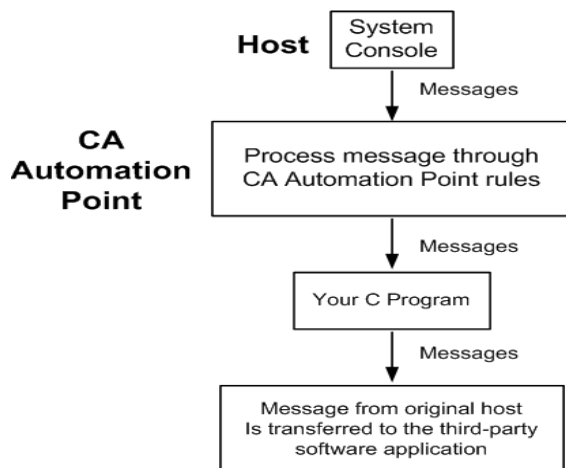 Host
System
Console
Messages
CA
Automation
Point
Process message through
CA Automation Point rules
Messages
Your C Program
Messages
Message from original host
Is transferred to the third-party
software application